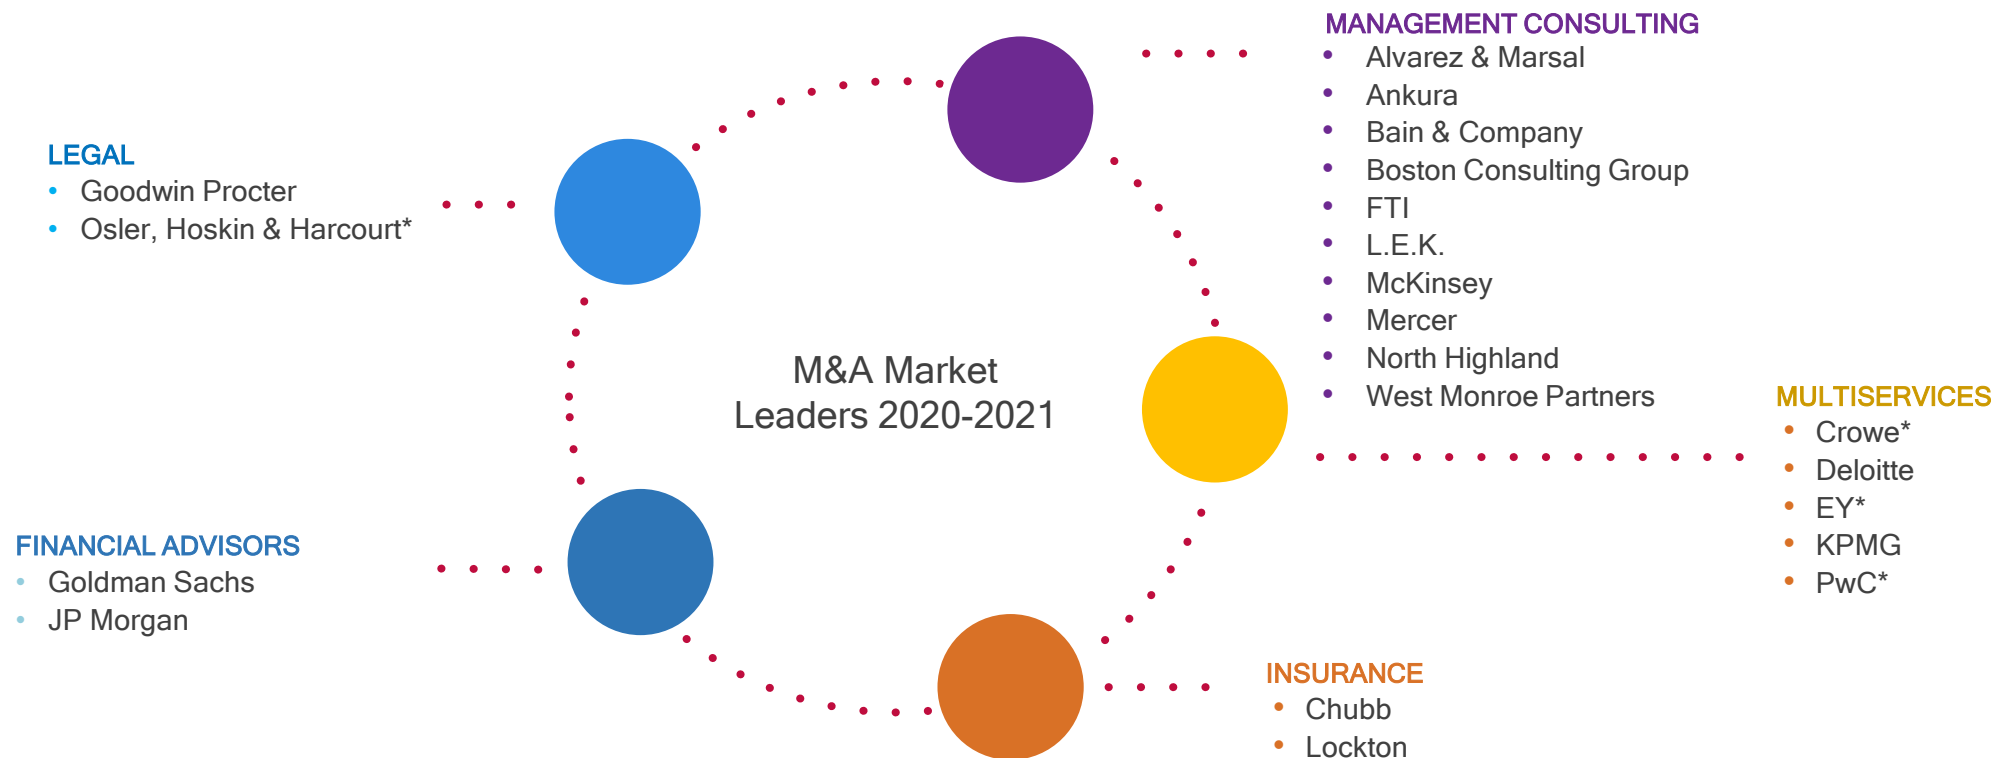 MANAGEMENT CONSULTING
• Alvarez & Marsal
• Ankura
• Bain & Company
• Boston Consulting Group
• FTI
• L.E.K.
• McKinsey
• Mercer
• North Highland
• West Monroe Partners
LEGAL
• Goodwin Procter
• Osler, Hoskin & Harcourt*
M&A Market
Leaders 2020-2021
MULTISERVICES
• Crowe*
• Deloitte
• EY*
• KPMG
• PwC*
FINANCIAL ADVISORS
• Goldman Sachs
• JP Morgan
INSURANCE
• Chubb
• Lockton